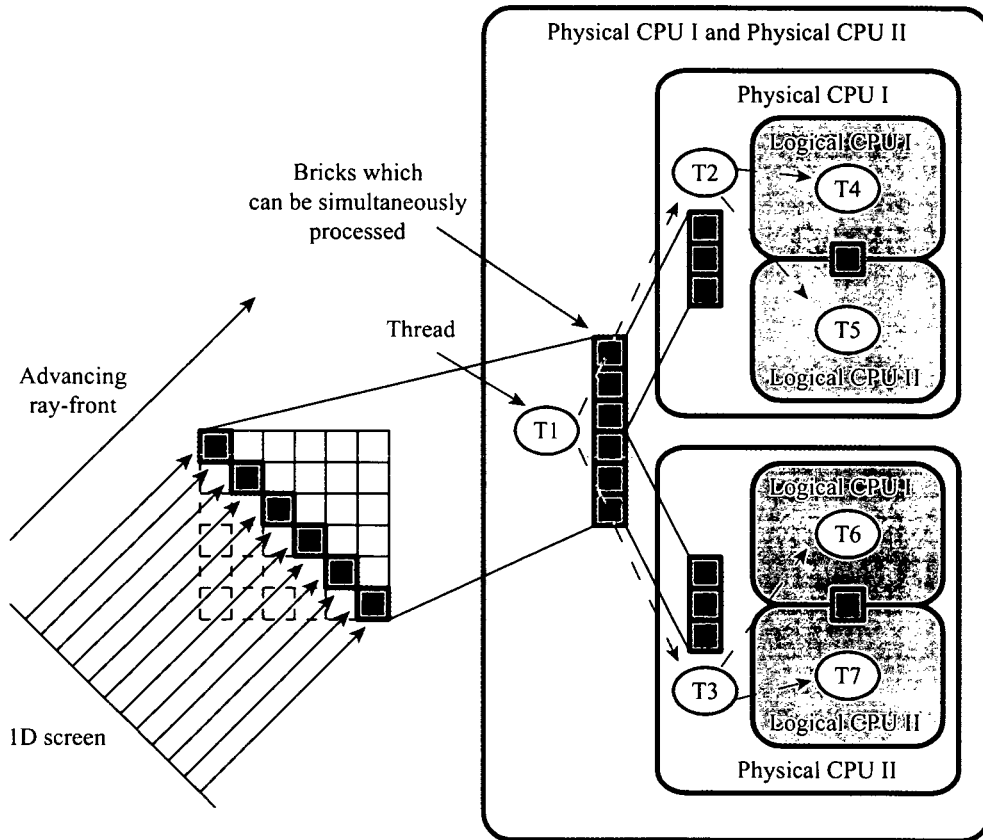 Physical CPU I and Physical CPU II
Physical CPU I
Logical CPU I
T2
T4
Bricks which
can be simultaneously
processed
T5
Thread
Logical CPU II
Advancing
ray-front
T1
Logical CPU I
T6
T7
T3
Logical CPU II
1D screen
Physical CPU II